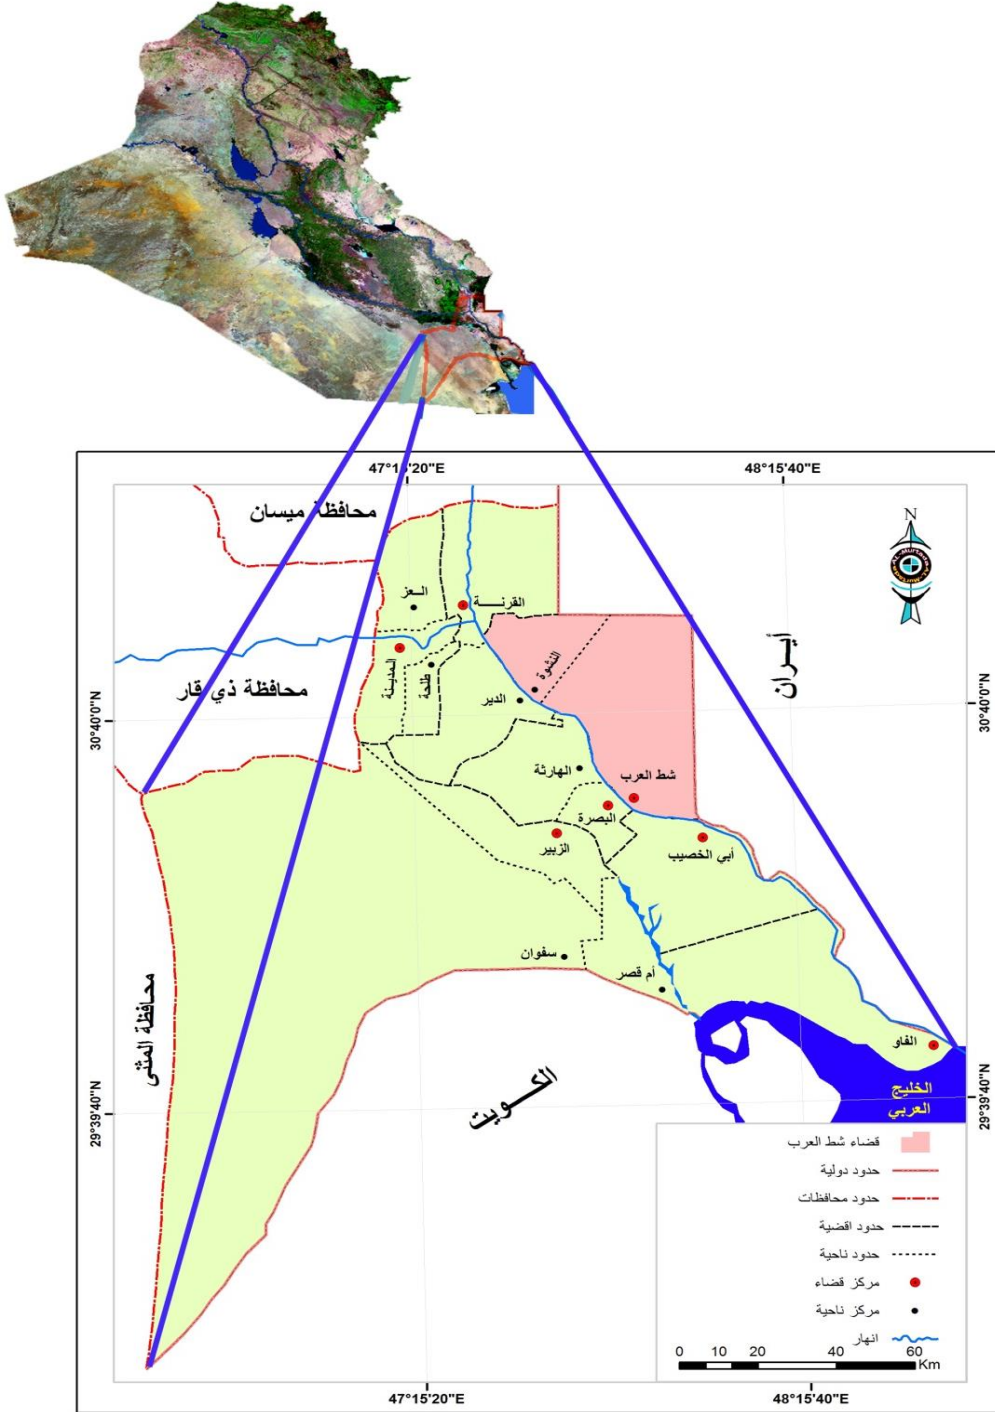 47°15'20"E
48°15'40"E
محافظة ميسان
N
AL-Murtada
العز
القرنة
أيران
المدينة
طلحة
النشوة
محافظة ذي قار
الدير
30°40'0"N
30°40'0"N
الهارثة
شط العرب
البصرة
الزبير
أبي الخصيب
سفوان
أم قصر
محافظة المثنى
الفاو
الكويت
الخليج
العربي
29°39'40"N
29°39'40"N
قضاء شط العرب
حدود دولية
حدود محافظات
حدود اقضية
حدود ناحية
مركز قضاء
مركز ناحية
انهار
0 10 20 40 60
Km
47°15'20"E
48°15'40"E